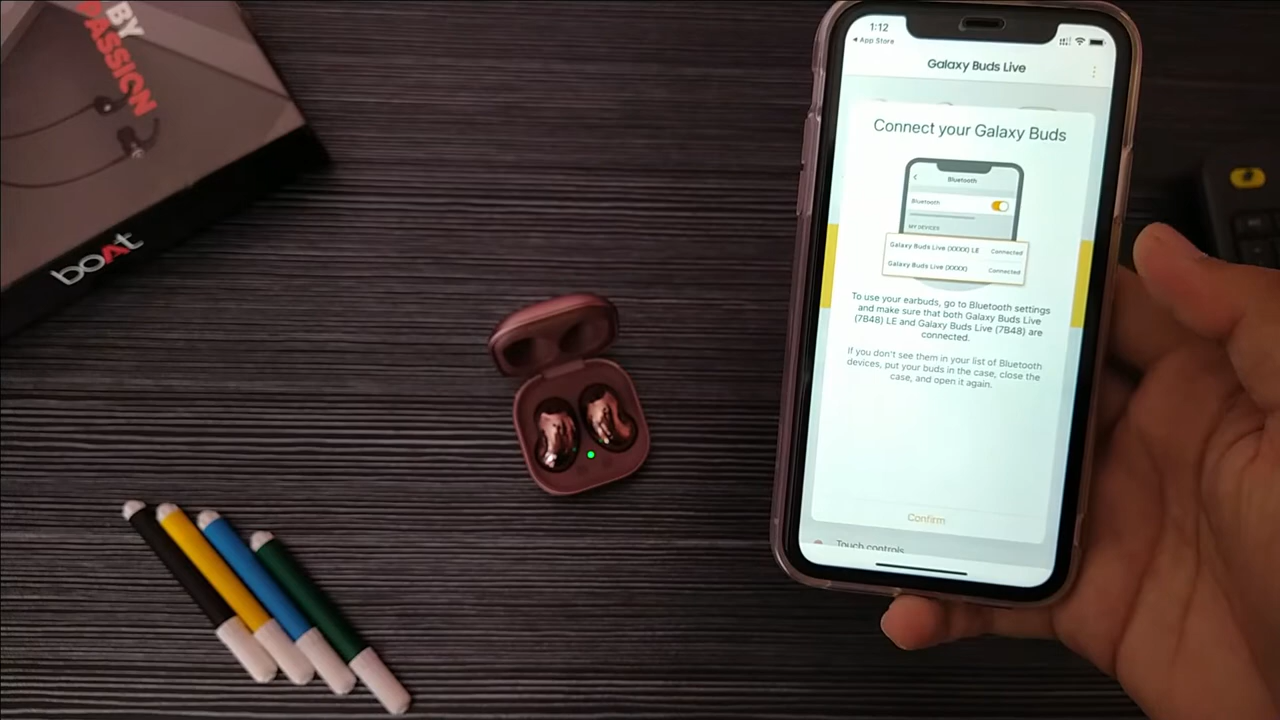 BY
PASSION
boAt
1:12
App Store
Galaxy Buds Live
Connect your Galaxy Buds
Bluetooth
Bluetooth
MY DEVICES
Galaxy Buds Live (XXXX) LE Connected
Galaxy Buds Live (XXXX) Connected
To use your earbuds, go to Bluetooth settings
and make sure that both Galaxy Buds Live
(7B48) LE and Galaxy Buds Live (7B48) are
connected.
If you don't see them in your list of Bluetooth
devices, put your buds in the case, close the
case, and open it again.
Confirm
Touch controls